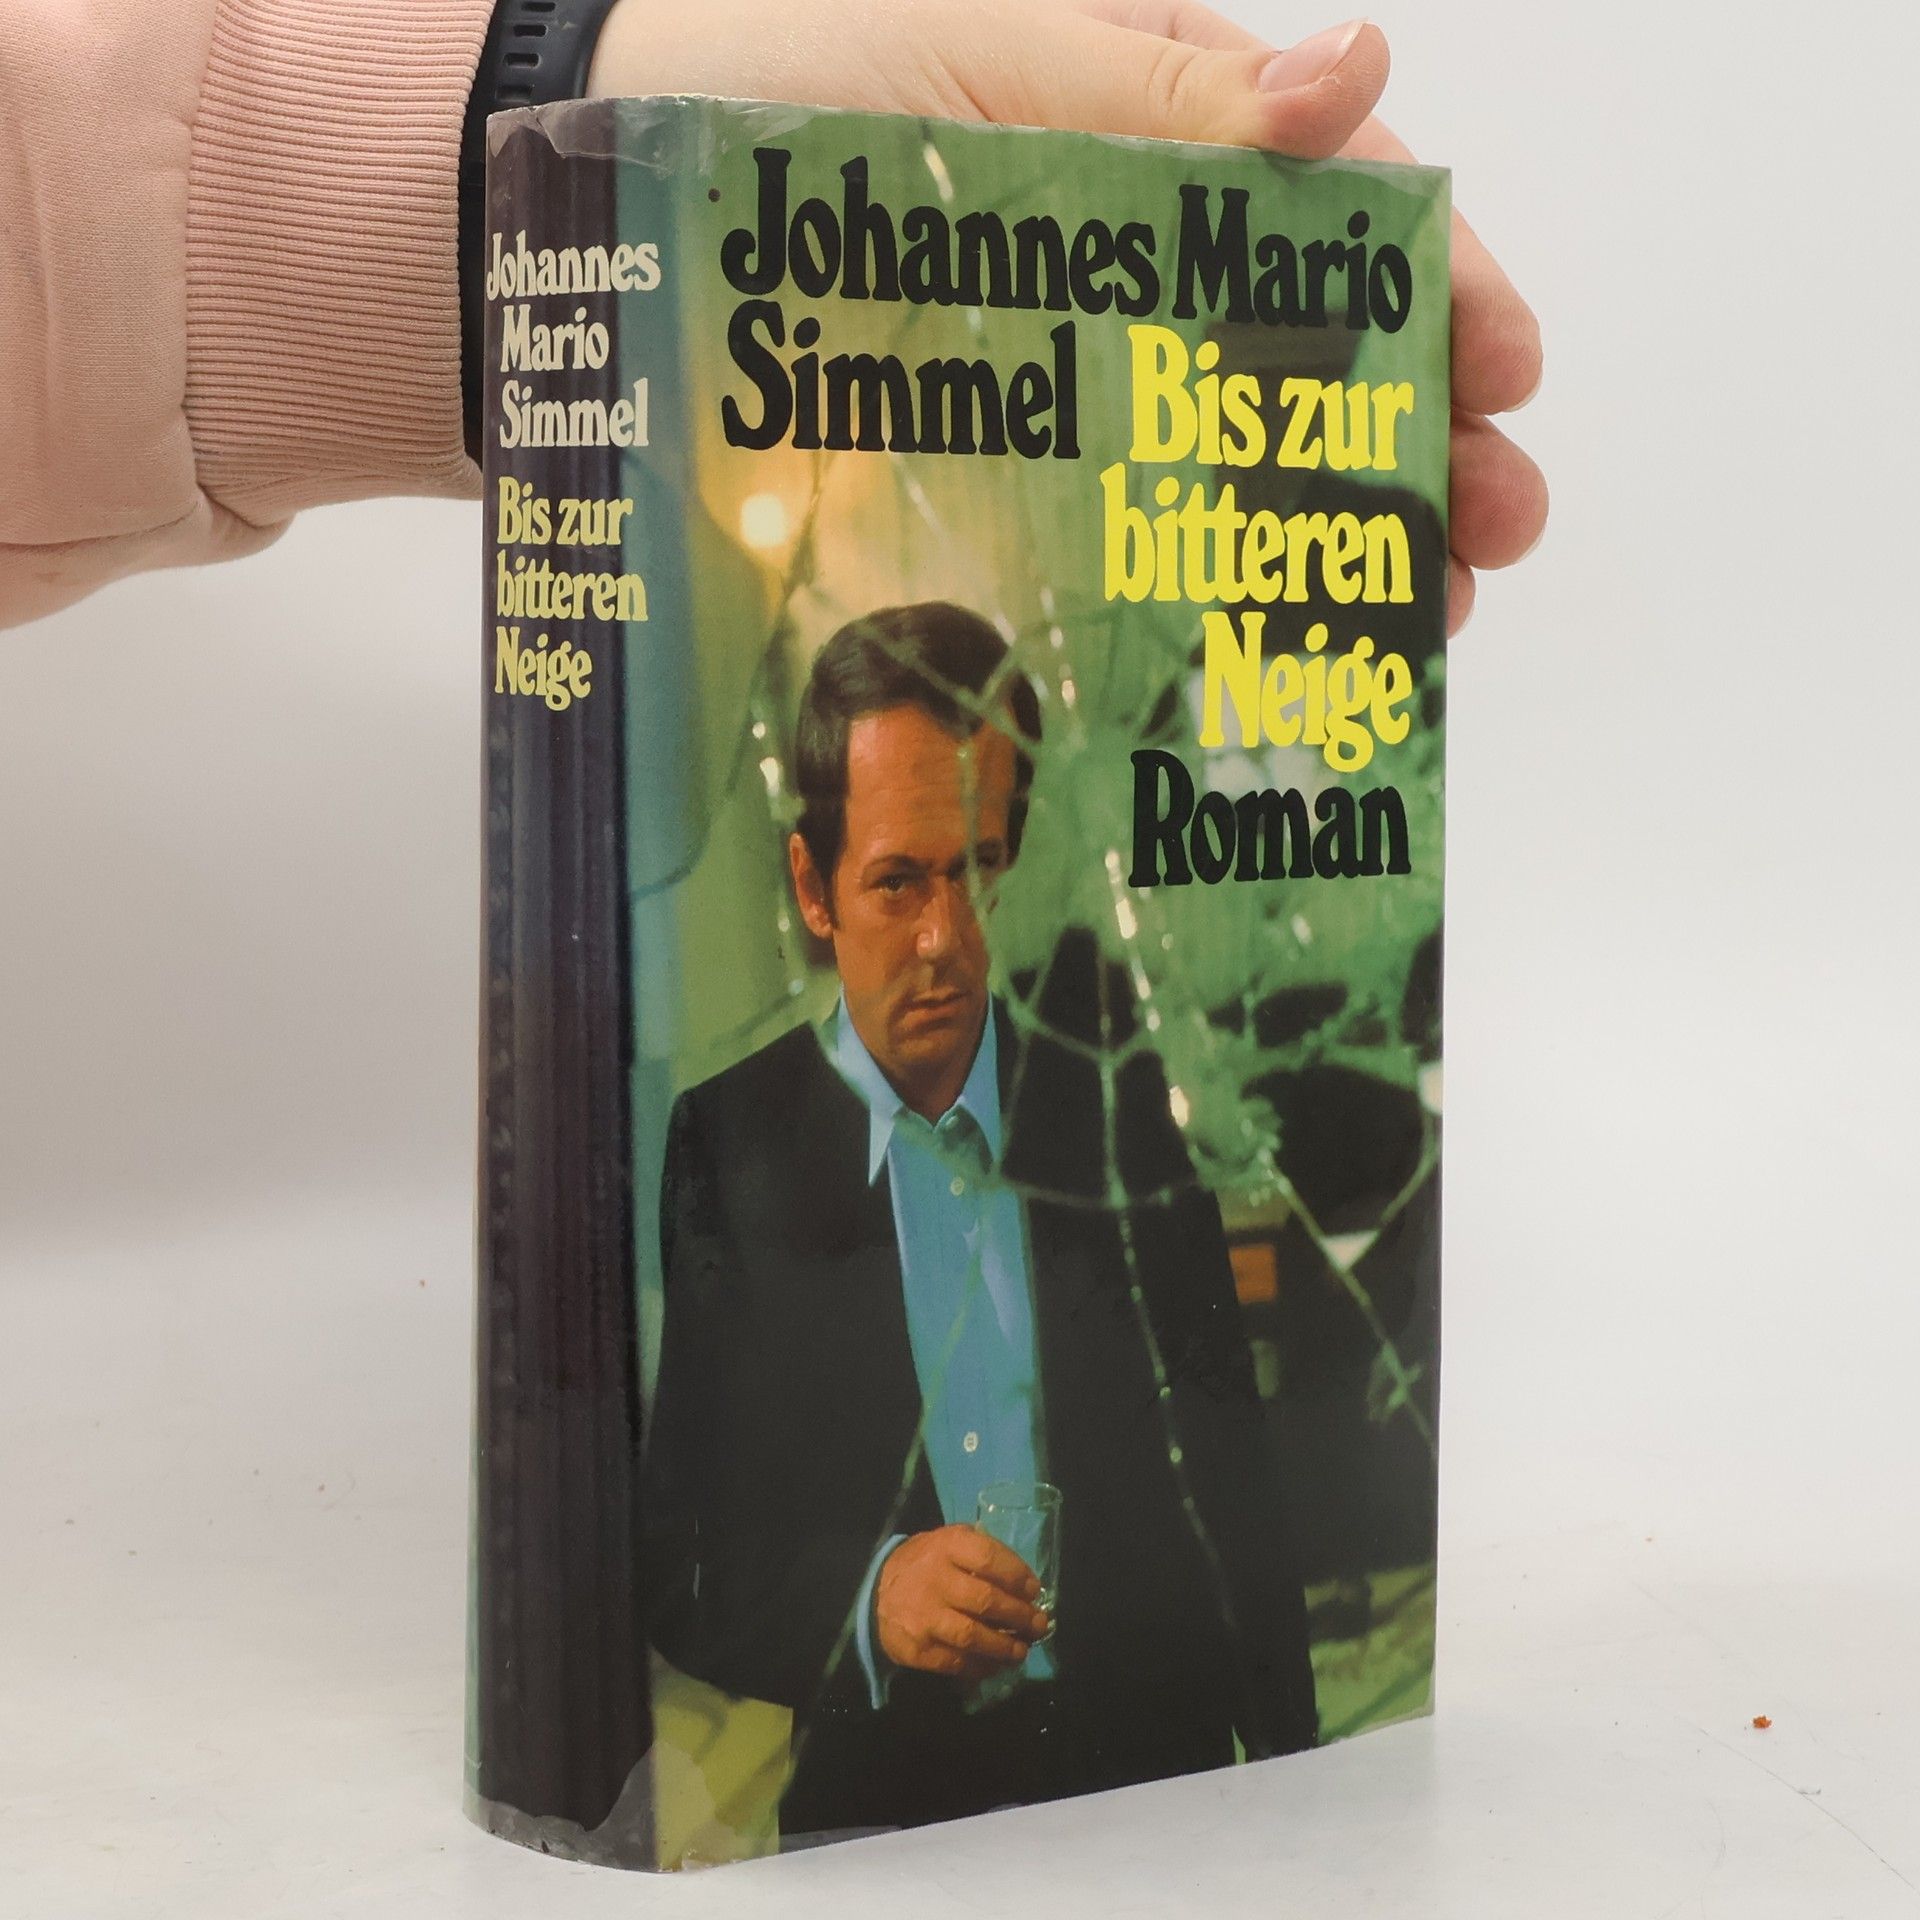 Johannes
Mario
Simmel
Bis zur
bitteren
Neige
Johannes Mario
Simmel Bis zur
bitteren
Neige
Roman